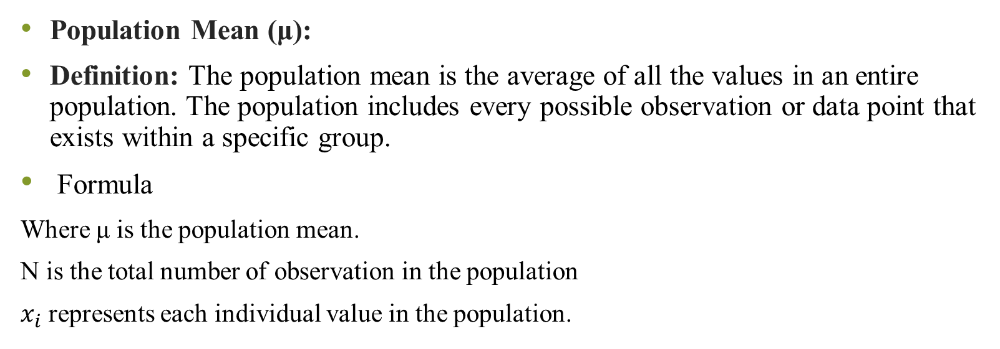 • Population Mean (μ):
• Definition: The population mean is the average of all the values in an entire
population. The population includes every possible observation or data point that
exists within a specific group.
• Formula
Where μ is the population mean.
N is the total number of observation in the population
𝑥𝑖 represents each individual value in the population.